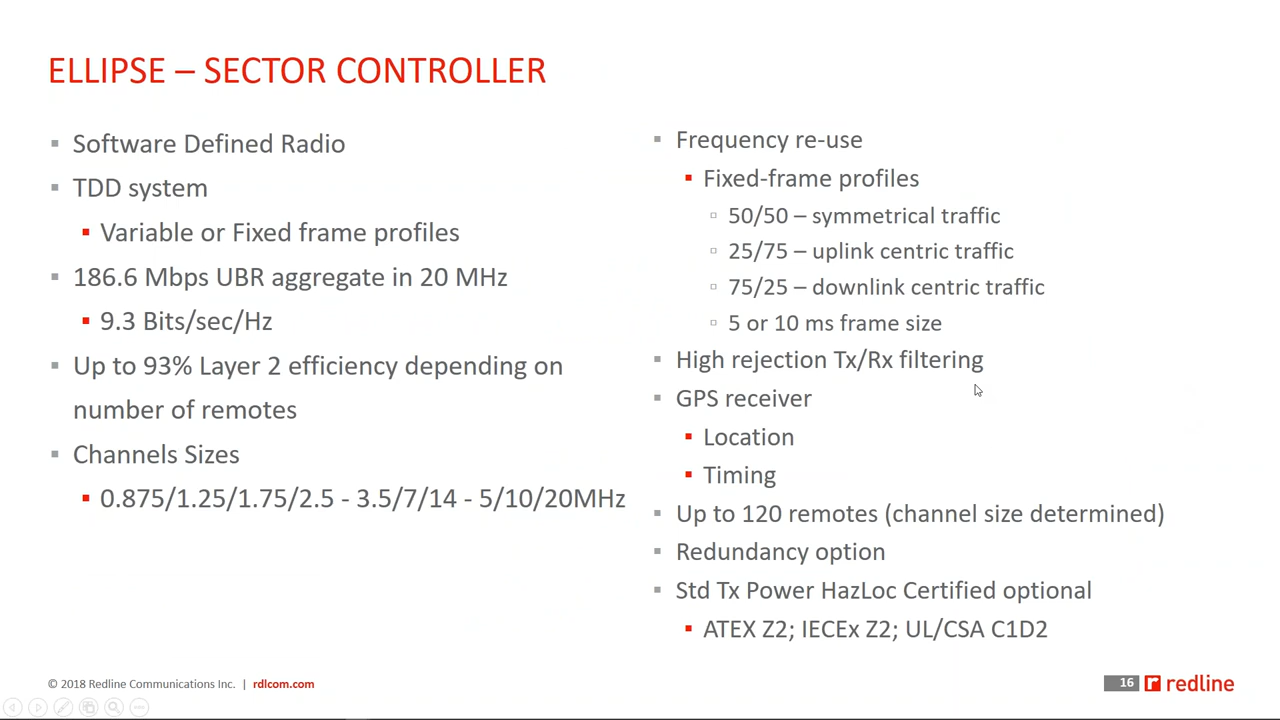 ELLIPSE – SECTOR CONTROLLER
Software Defined Radio
TDD system
Variable or Fixed frame profiles
186.6 Mbps UBR aggregate in 20 MHz
9.3 Bits/sec/Hz
Up to 93% Layer 2 efficiency depending on
number of remotes
Channels Sizes
0.875/1.25/1.75/2.5 - 3.5/7/14 - 5/10/20MHz
Frequency re-use
Fixed-frame profiles
50/50 – symmetrical traffic
25/75 – uplink centric traffic
75/25 – downlink centric traffic
5 or 10 ms frame size
High rejection Tx/Rx filtering
GPS receiver
Location
Timing
Up to 120 remotes (channel size determined)
Redundancy option
Std Tx Power HazLoc Certified optional
ATEX Z2; IECEx Z2; UL/CSA C1D2
© 2018 Redline Communications Inc. | rdlcom.com
16 redline